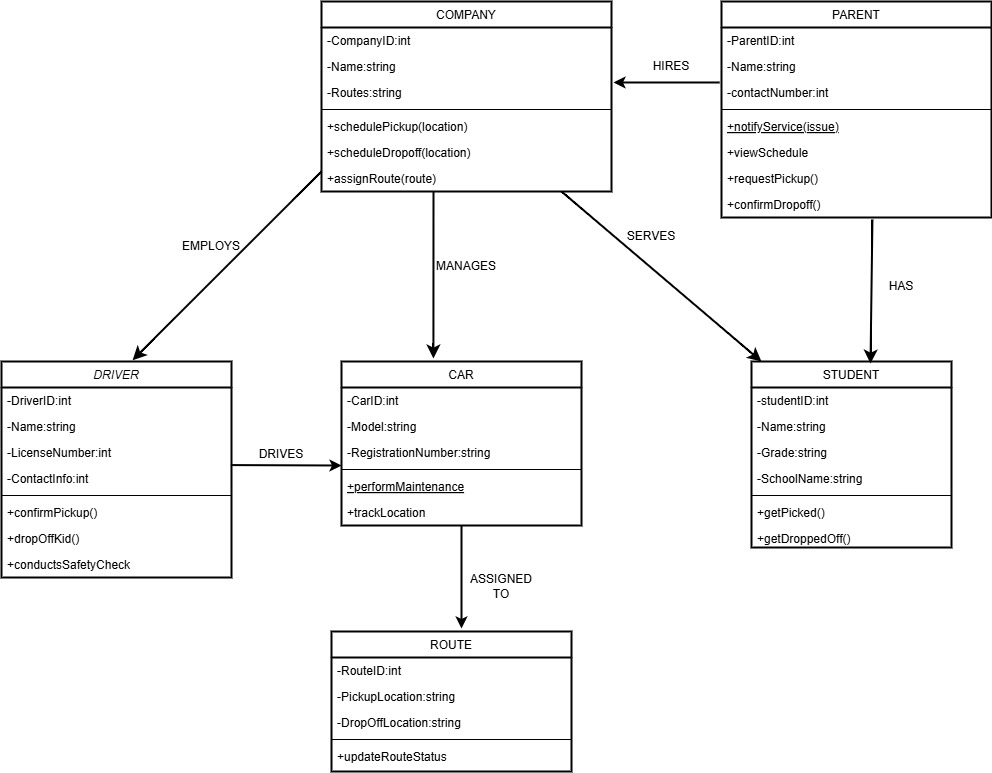 COMPANY
-CompanyID:int
-Name:string
-Routes:string
+schedulePickup(location)
+scheduleDropoff(location)
+assignRoute(route)
HIRES
PARENT
-ParentID:int
-Name:string
-contactNumber:int
+notifyService(issue)
+viewSchedule
+requestPickup()
+confirmDropoff()
EMPLOYS
MANAGES
SERVES
HAS
DRIVER
-DriverID:int
-Name:string
-LicenseNumber:int
-ContactInfo:int
+confirmPickup()
+dropOffKid()
+conductsSafetyCheck
DRIVES
CAR
-CarID:int
-Model:string
-RegistrationNumber:string
+performMaintenance
+trackLocation
STUDENT
-studentID:int
-Name:string
-Grade:string
-SchoolName:string
+getPicked()
+getDroppedOff()
ASSIGNED
TO
ROUTE
-RouteID:int
-PickupLocation:string
-DropOffLocation:string
+updateRouteStatus